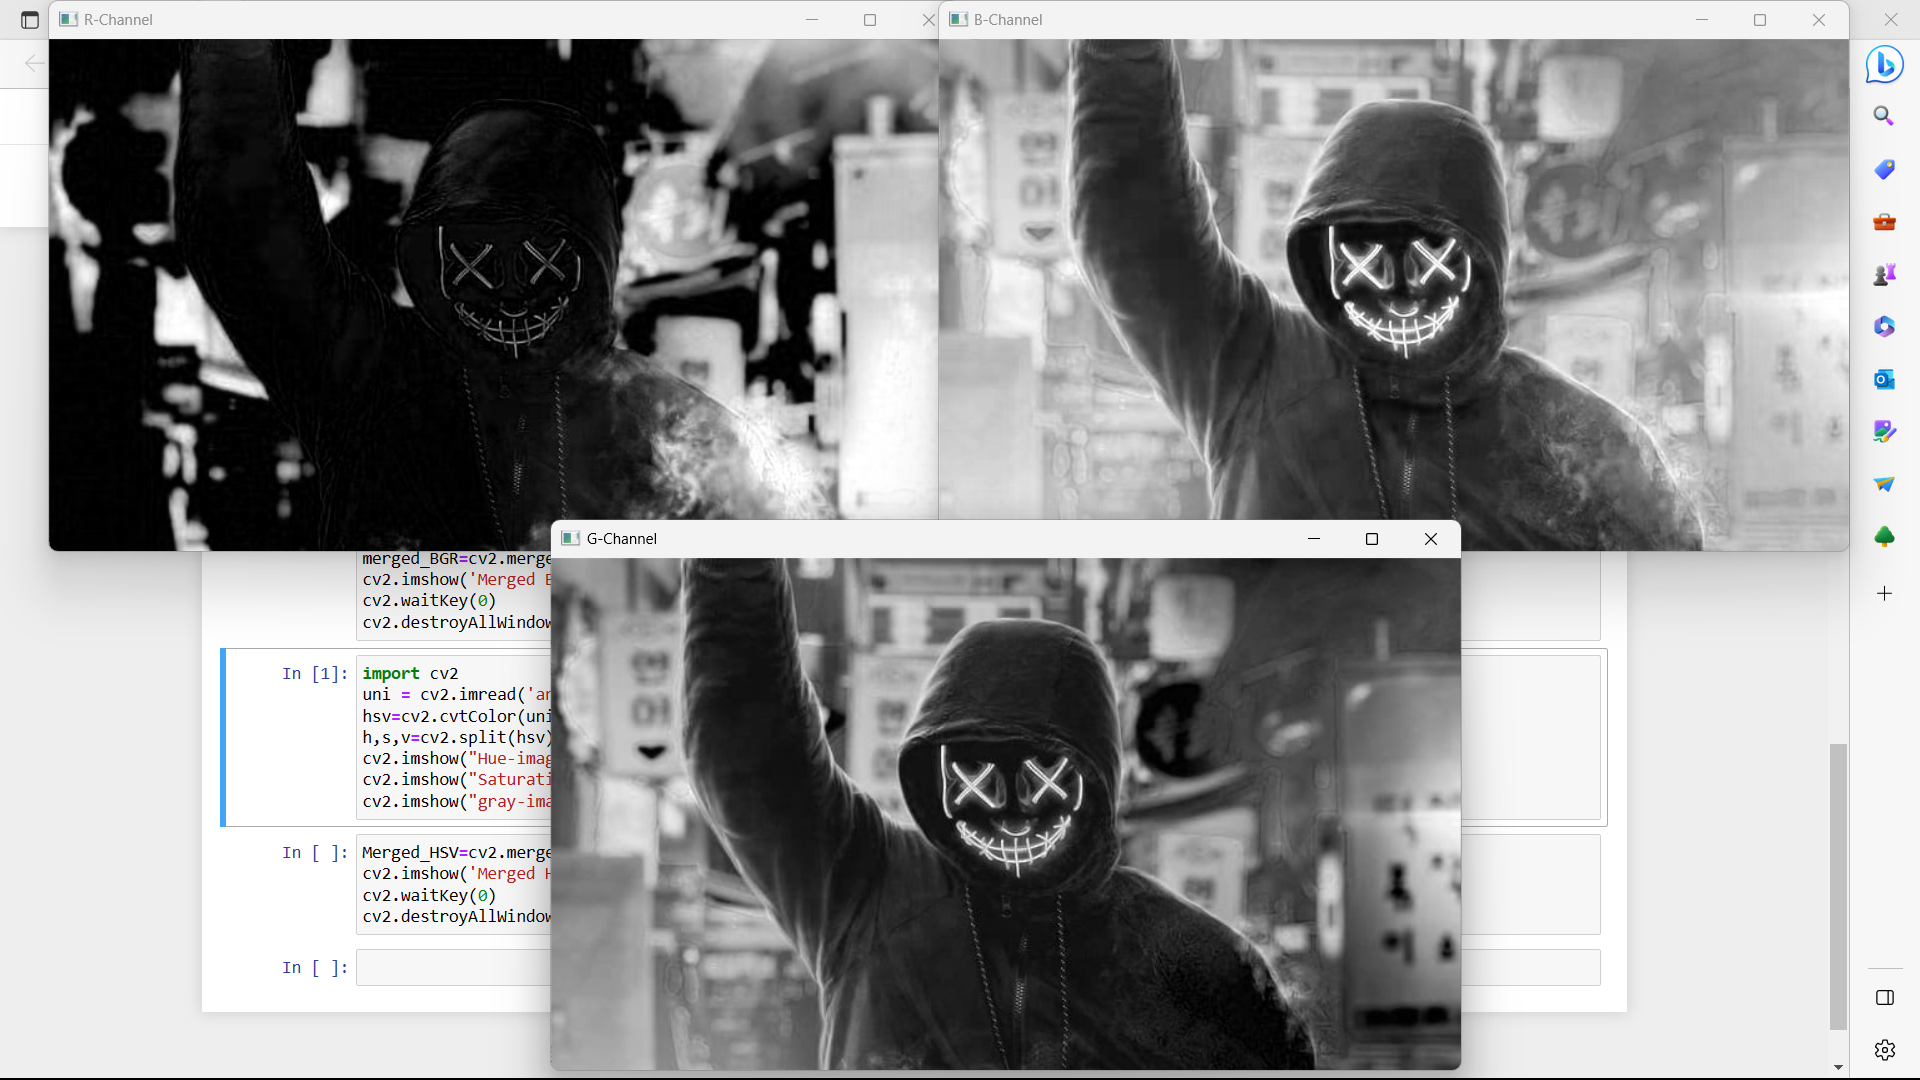 R-Channel
B-Channel
G-Channel
merged_BGR=cv2.merge
cv2.imshow('Merged
cv2.waitKey(0)
cv2.destroyAllWindow
In [1]:
import cv2
uni = cv2.imread('ar
hsv=cv2.cvtColor(uni
h,s,v=cv2.split(hsv)
cv2.imshow("Hue-imag
cv2.imshow("Saturati
cv2.imshow("gray-ima
In [ ]:
Merged_HSV=cv2.merge
cv2.imshow('Merged
cv2.waitKey(0)
cv2.destroyAllWindow
In [ ]: